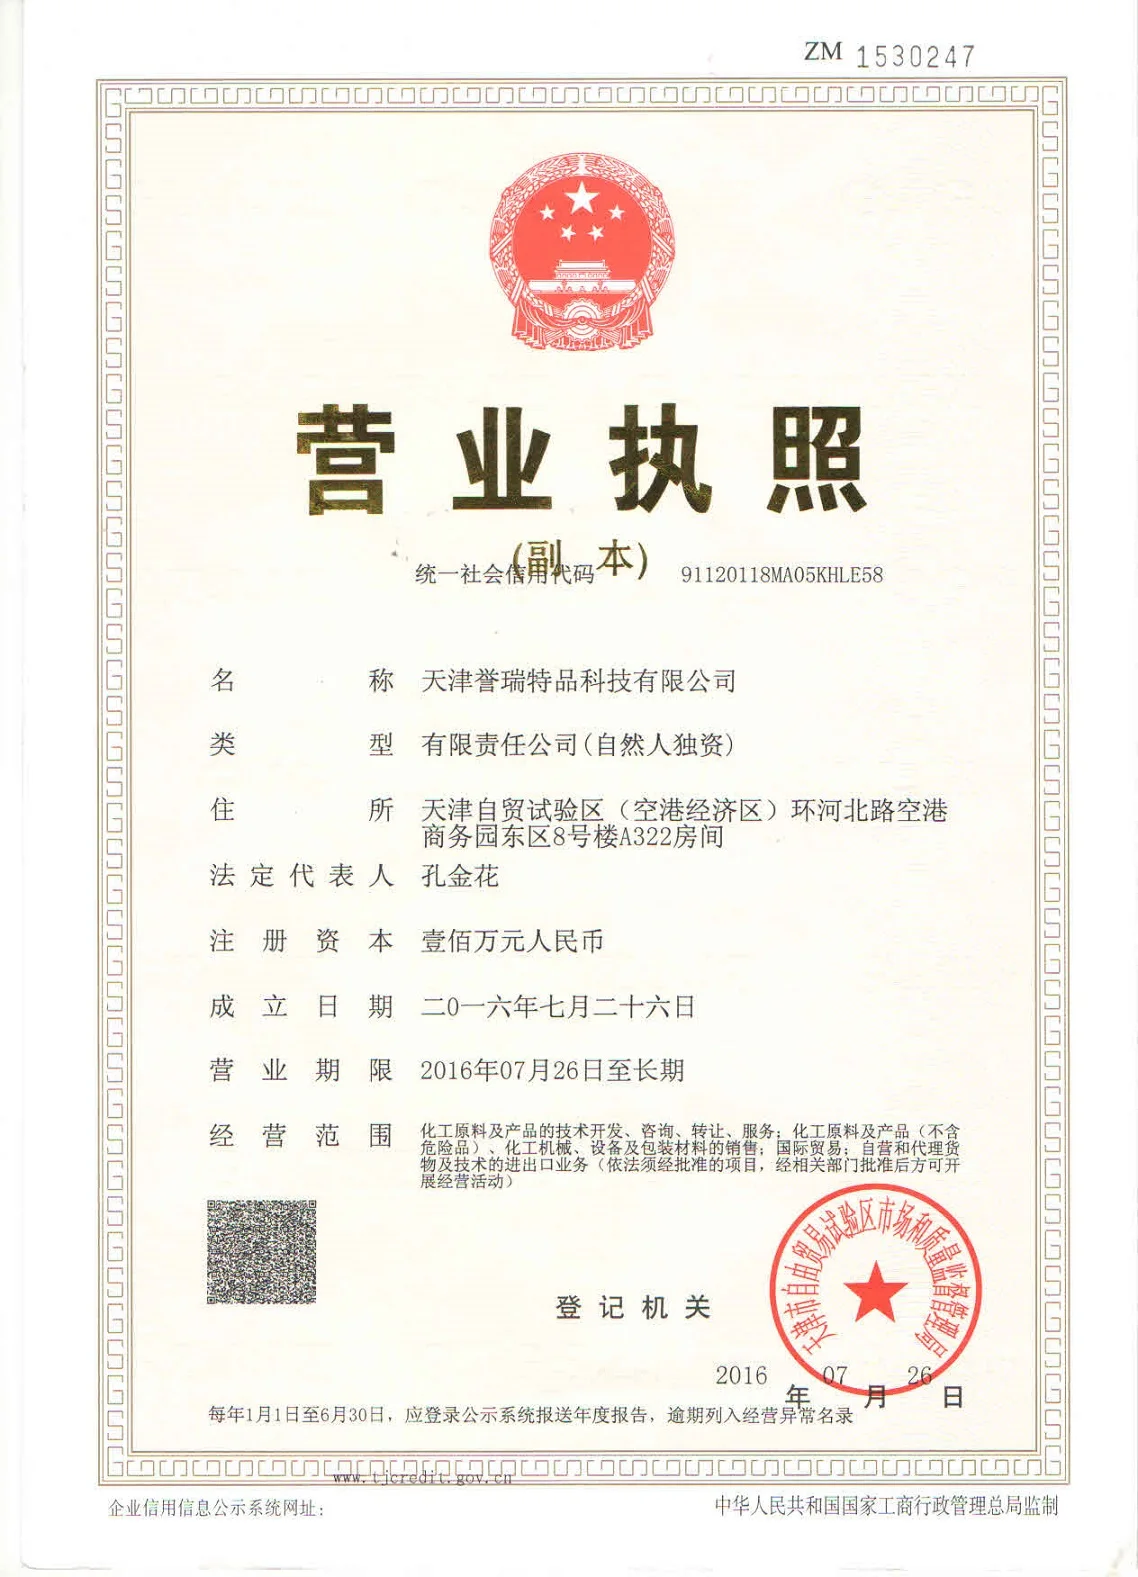 ZM 1530247
营业执照
(副 本)
统一社会信用代码 91120118MA05KHLE58
名称 天津誉瑞特品科技有限公司
类型 有限责任公司(自然人独资)
住所 天津自贸试验区（空港经济区）环河北路空港
商务园东区8号楼A322房间
法定代表人 孔金花
注册资本 壹佰万元人民币
成立日期 二0一六年七月二十六日
营业期限 2016年07月26日至长期
经营范围 化工原料及产品的技术开发、咨询、转让、服务；化工原料及产品（不含
危险品）、化工机械、设备及包装材料的销售；国际贸易；自营和代理货
物及技术的进出口业务（依法须经批准的项目，经相关部门批准后方可开
展经营活动）
天津市自由贸易试验区市场和质量监督管理局
登记机关
2016年07月26日
每年1月1日至6月30日，应登录公示系统报送年度报告，逾期列入经营异常名录
www.tjcredit.gov.cn
企业信用信息公示系统网址:
中华人民共和国国家工商行政管理总局监制